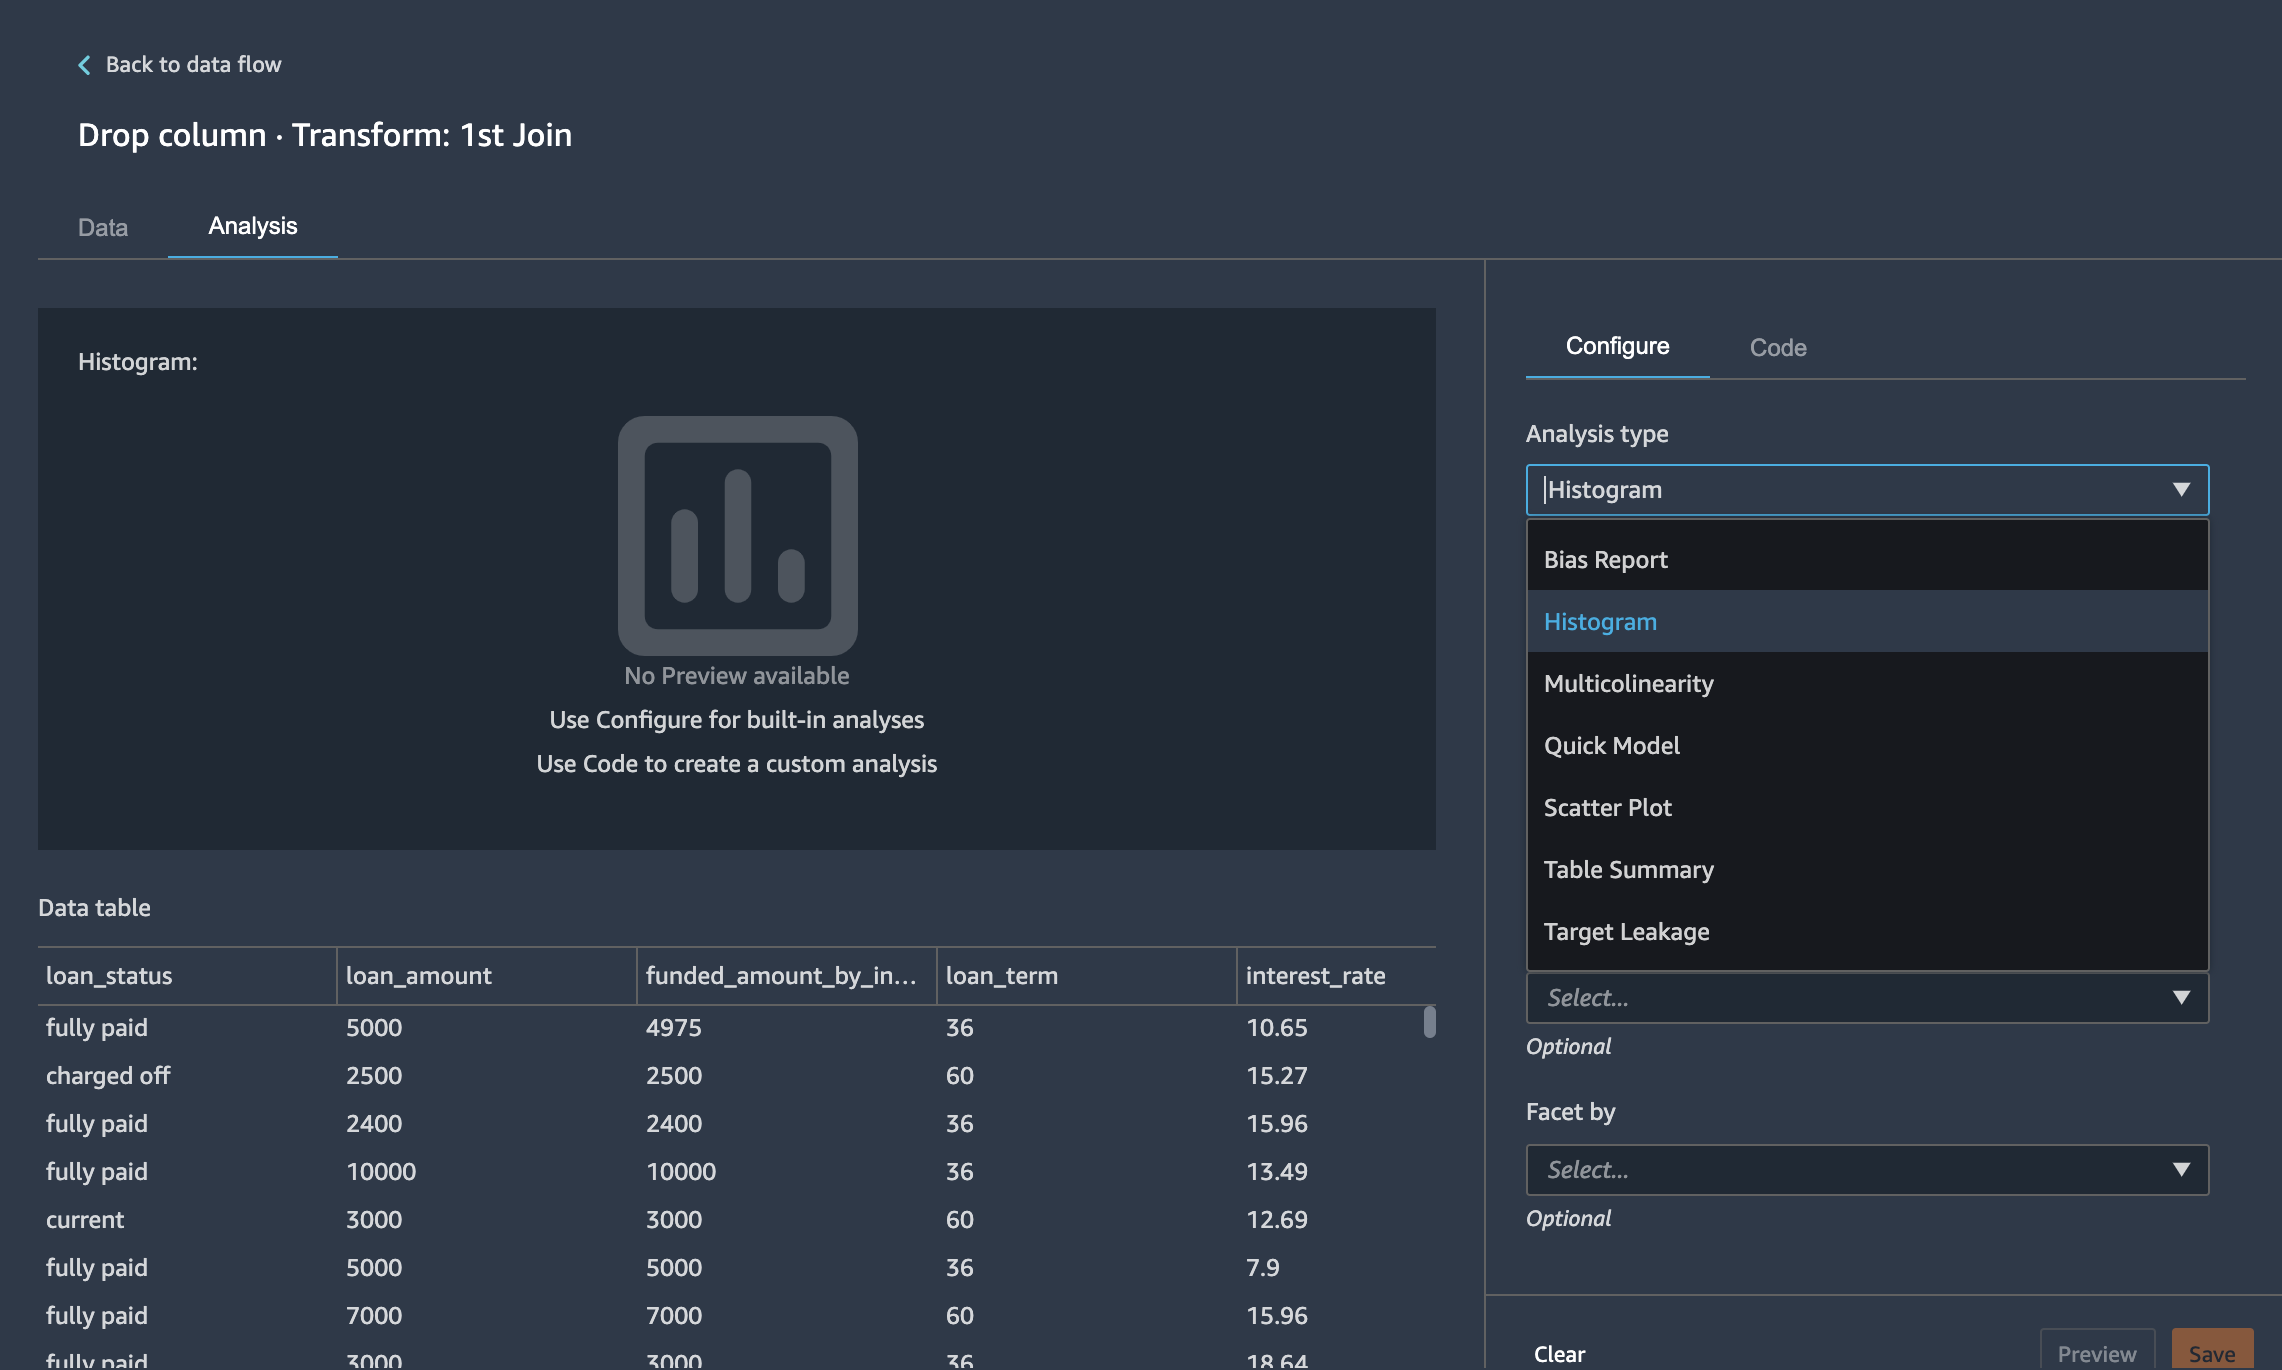 Back to data flow
Drop column · Transform: 1st Join
Data Analysis
Histogram:
No Preview available
Use Configure for built-in analyses
Use Code to create a custom analysis
Data table
loan_status loan_amount funded_amount_by_in... loan_term interest_rate
fully paid 5000 4975 36 10.65
charged off 2500 2500 60 15.27
fully paid 2400 2400 36 15.96
fully paid 10000 10000 36 13.49
current 3000 3000 60 12.69
fully paid 5000 5000 36 7.9
fully paid 7000 7000 60 15.96
fully paid 3000 3000 36 18.64
Configure Code
Analysis type
Histogram
Bias Report
Histogram
Multicolinearity
Quick Model
Scatter Plot
Table Summary
Target Leakage
Select...
Optional
Facet by
Select...
Optional
Clear Preview Save